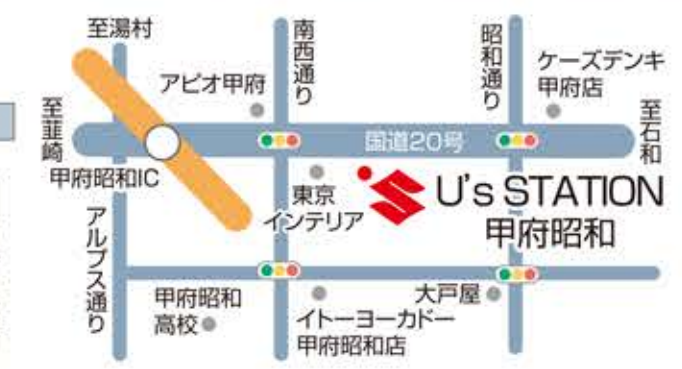 至湯村
南西通り
昭和通り
ケーズデンキ
甲府店
アピオ甲府
至韮崎
国道20号
至石和
甲府昭和IC
東京
インテリア
U's STATION
甲府昭和
アルプス通り
甲府昭和
高校
イトーヨーカドー
甲府昭和店
大戸屋